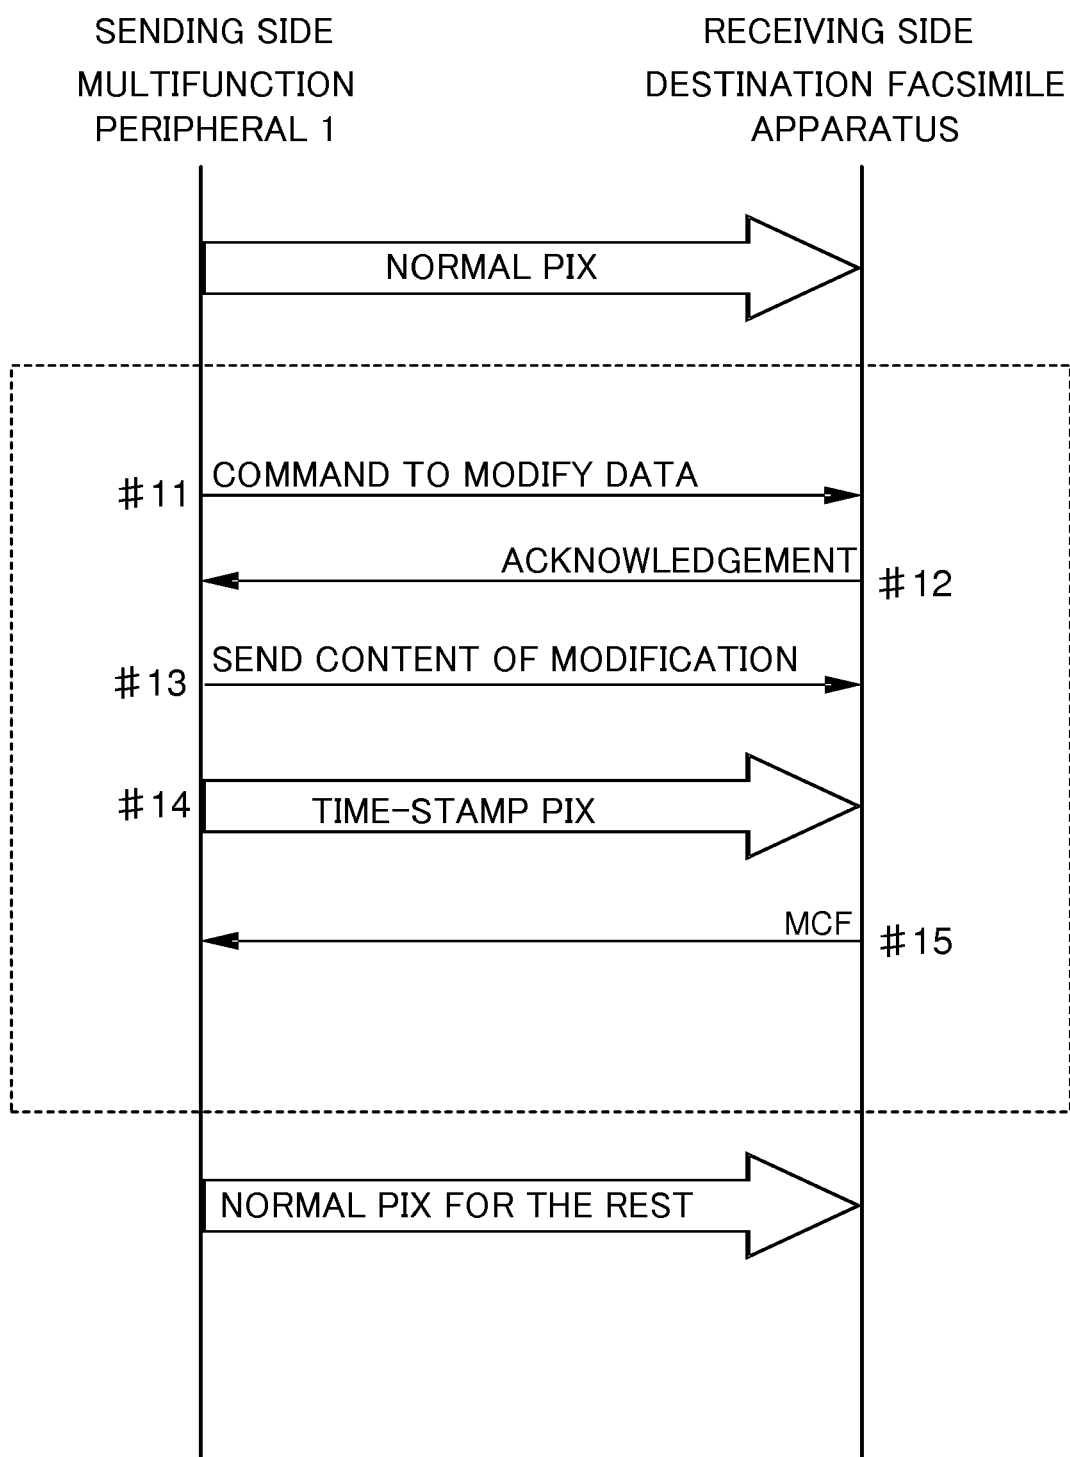 SENDING SIDE
MULTIFUNCTION
PERIPHERAL 1
RECEIVING SIDE
DESTINATION FACSIMILE
APPARATUS
NORMAL PIX
#11
COMMAND TO MODIFY DATA
ACKNOWLEDGEMENT
#12
#13
SEND CONTENT OF MODIFICATION
#14
TIME-STAMP PIX
MCF
#15
NORMAL PIX FOR THE REST